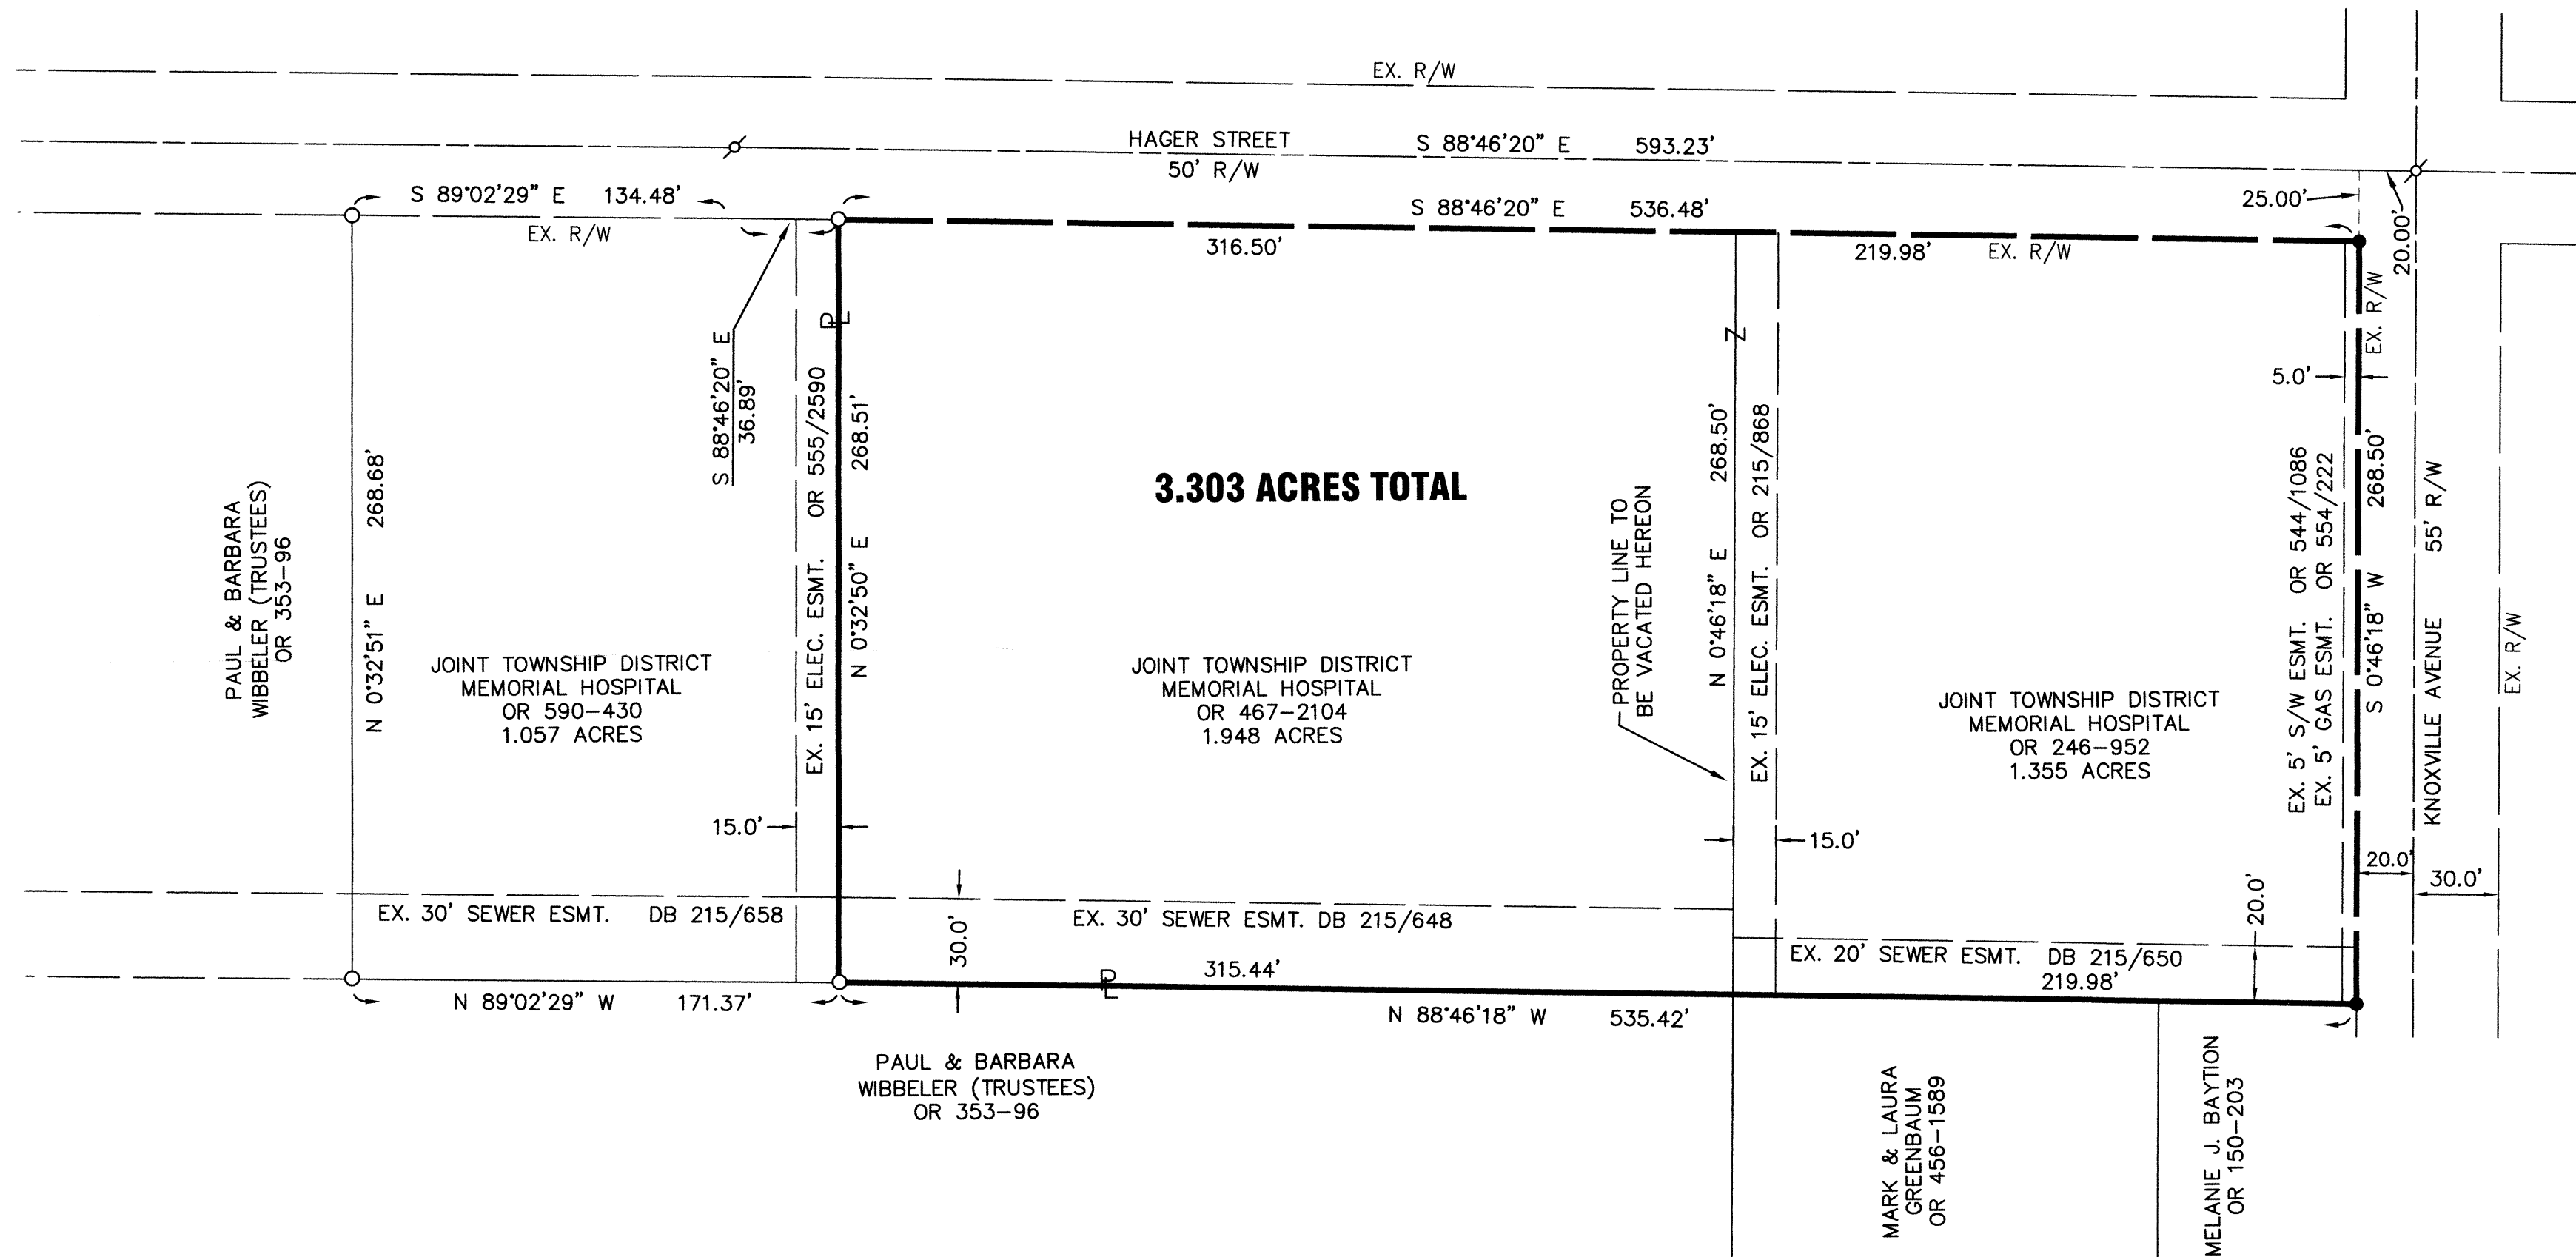 EX. R/W
HAGER STREET S 88°46'20" E 593.23'
50' R/W
S 89°02'29" E 134.48'
EX. R/W
S 88°46'20" E 536.48'
316.50'
219.98' EX. R/W
25.00'
20.00'
S 88°46'20" E
36.89'
PAUL & BARBARA
WIBBELER (TRUSTEES)
OR 353-96
N 0°32'51" E 268.68'
JOINT TOWNSHIP DISTRICT
MEMORIAL HOSPITAL
OR 590-430
1.057 ACRES
EX. 15' ELEC. ESMT. OR 555/2590
PL
N 0°32'50" E 268.51'
3.303 ACRES TOTAL
JOINT TOWNSHIP DISTRICT
MEMORIAL HOSPITAL
OR 467-2104
1.948 ACRES
PROPERTY LINE TO
BE VACATED HEREON
N 0°46'18" E 268.50'
Z
EX. 15' ELEC. ESMT. OR 215/868
JOINT TOWNSHIP DISTRICT
MEMORIAL HOSPITAL
OR 246-952
1.355 ACRES
EX. 5' S/W ESMT. OR 544/1086
EX. 5' GAS ESMT. OR 554/222
5.0'
EX. R/W
S 0°46'18" W 268.50'
KNOXVILLE AVENUE 55' R/W
EX. R/W
15.0'
15.0'
20.0'
30.0'
EX. 30' SEWER ESMT. DB 215/658
30.0'
EX. 30' SEWER ESMT. DB 215/648
EX. 20' SEWER ESMT. DB 215/650
20.0'
315.44'
219.98'
PL
N 89°02'29" W 171.37'
N 88°46'18" W 535.42'
PAUL & BARBARA
WIBBELER (TRUSTEES)
OR 353-96
MARK & LAURA
GREENBAUM
OR 456-1589
MELANIE J. BAYTION
OR 150-203